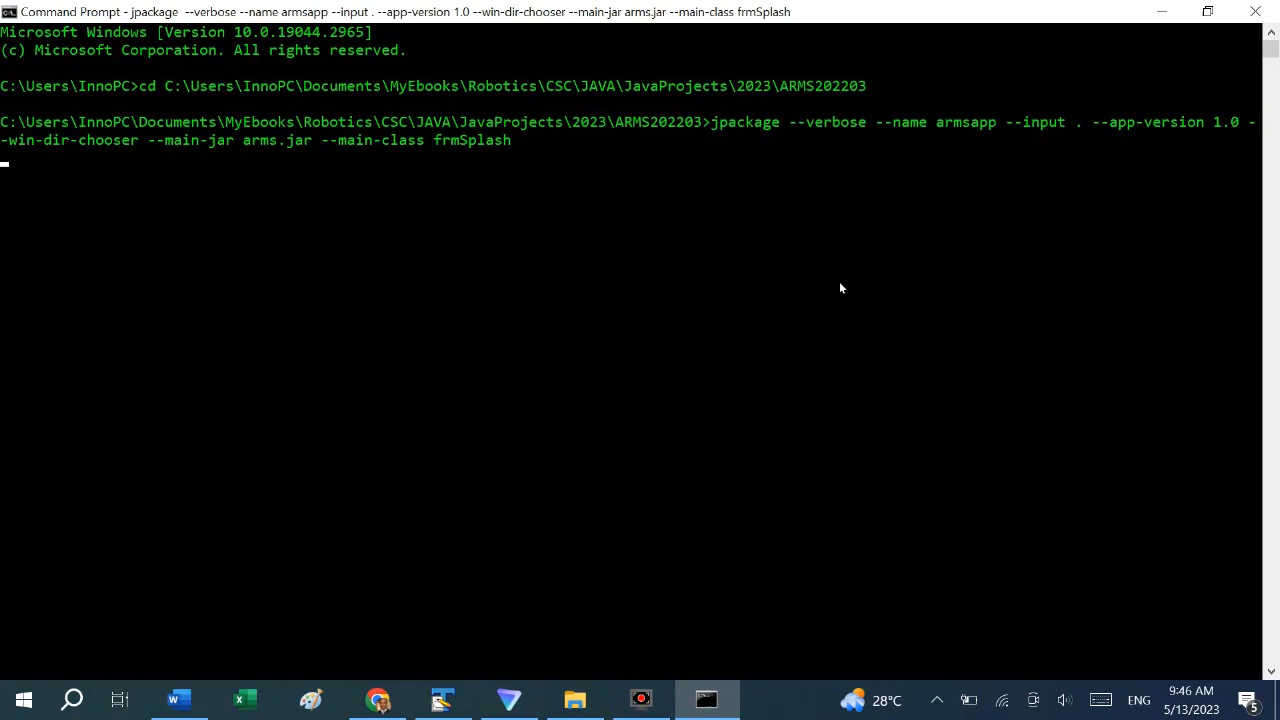 Command Prompt - jpackage --verbose --name armsapp --input . --app-version 1.0 --win-dir-chooser --main-jar arms.jar --main-class frmSplash
Microsoft Windows [Version 10.0.19044.2965]
(c) Microsoft Corporation. All rights reserved.
C:\Users\InnoPC>cd C:\Users\InnoPC\Documents\MyEbooks\Robotics\CSC\JAVA\JavaProjects\2023\ARMS202203
C:\Users\InnoPC\Documents\MyEbooks\Robotics\CSC\JAVA\JavaProjects\2023\ARMS202203>jpackage --verbose --name armsapp --input . --app-version 1.0 -
-win-dir-chooser --main-jar arms.jar --main-class frmSplash
28°C
ENG
9:46 AM
5/13/2023
5